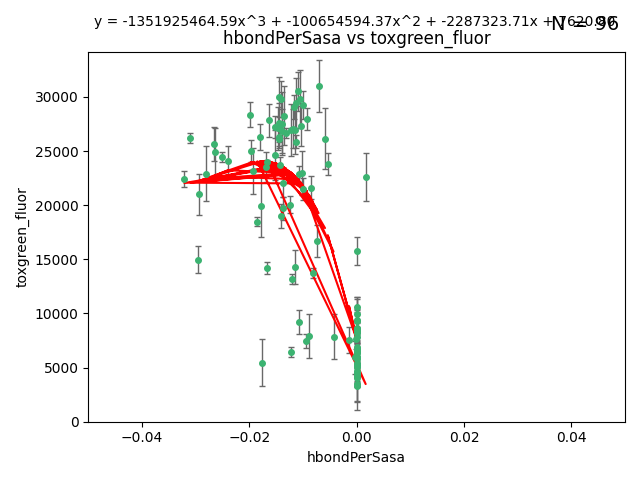 y = -1351925464.59x^3 + -100654594.37x^2 + -2287323.71x +
N = 96
hbondPerSasa vs toxgreen_fluor
30000
25000
20000
15000
10000
5000
0
toxgreen_fluor
-0.04
-0.02
0.00
0.02
0.04
hbondPerSasa